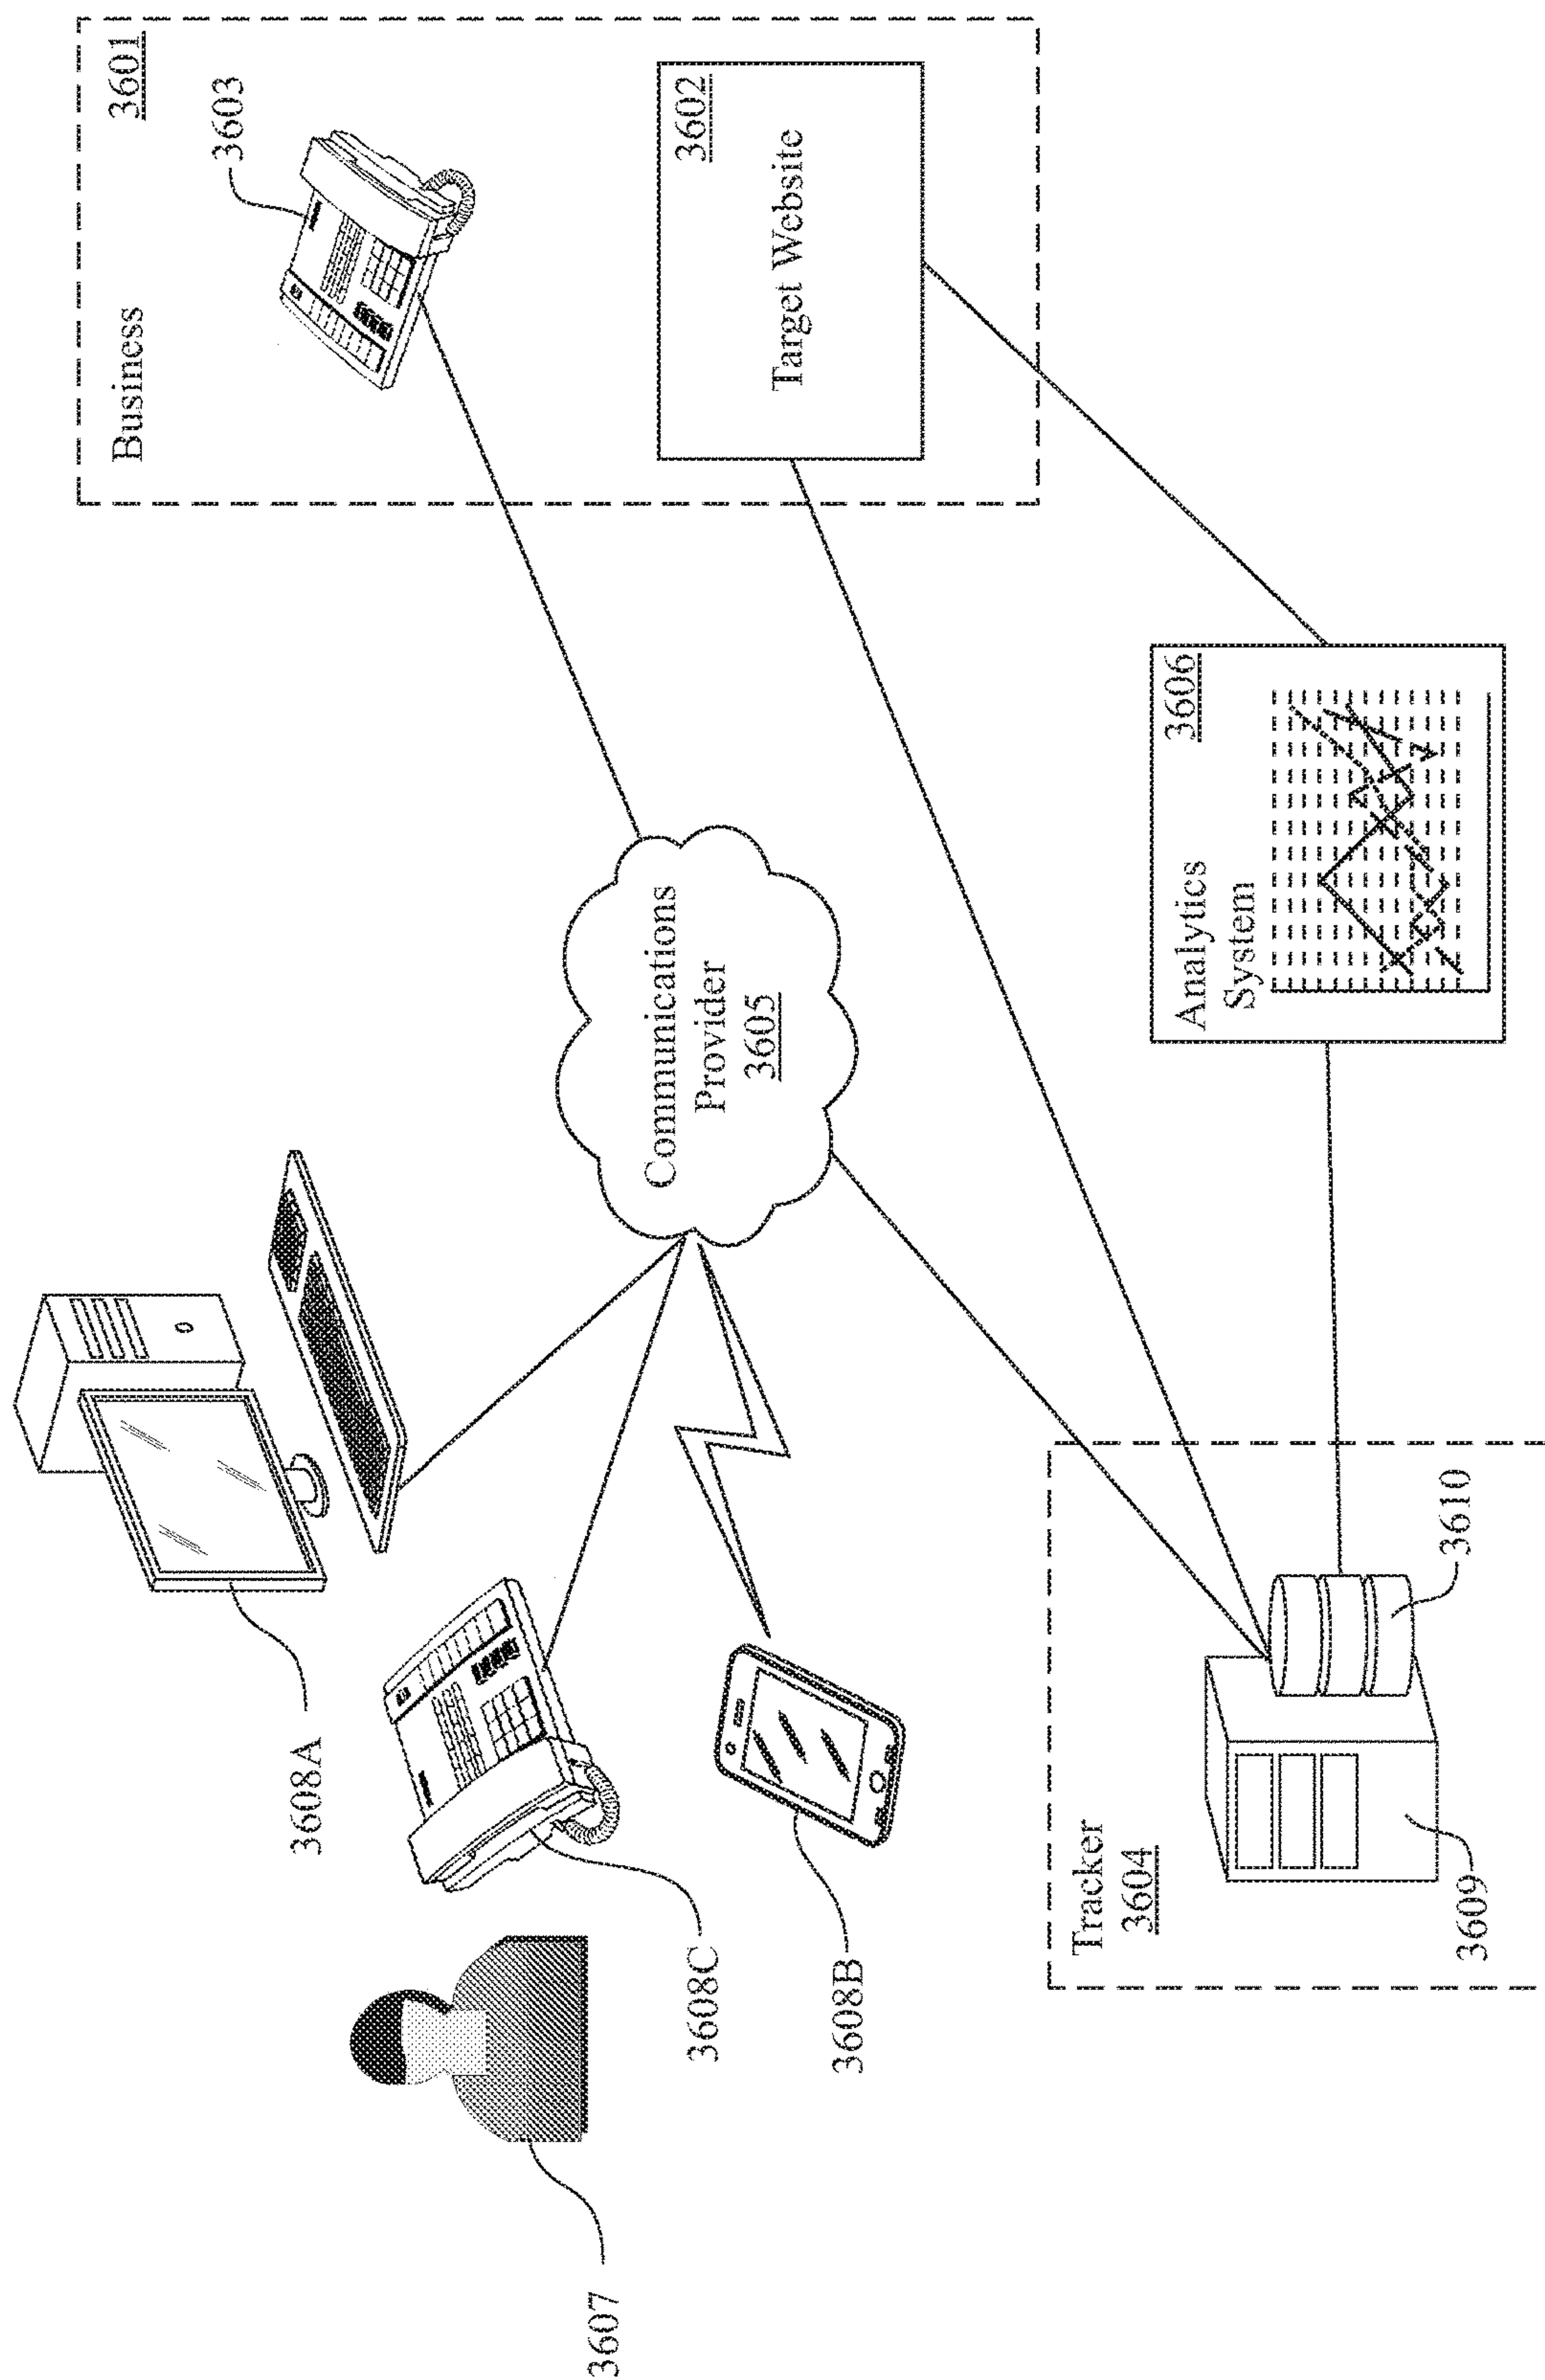 3608A
3607
3608C
3608B
Communications
Provider
3605
Business
3601
3603
3602
Target Website
Tracker
3604
3609
3610
Analytics
System
3606